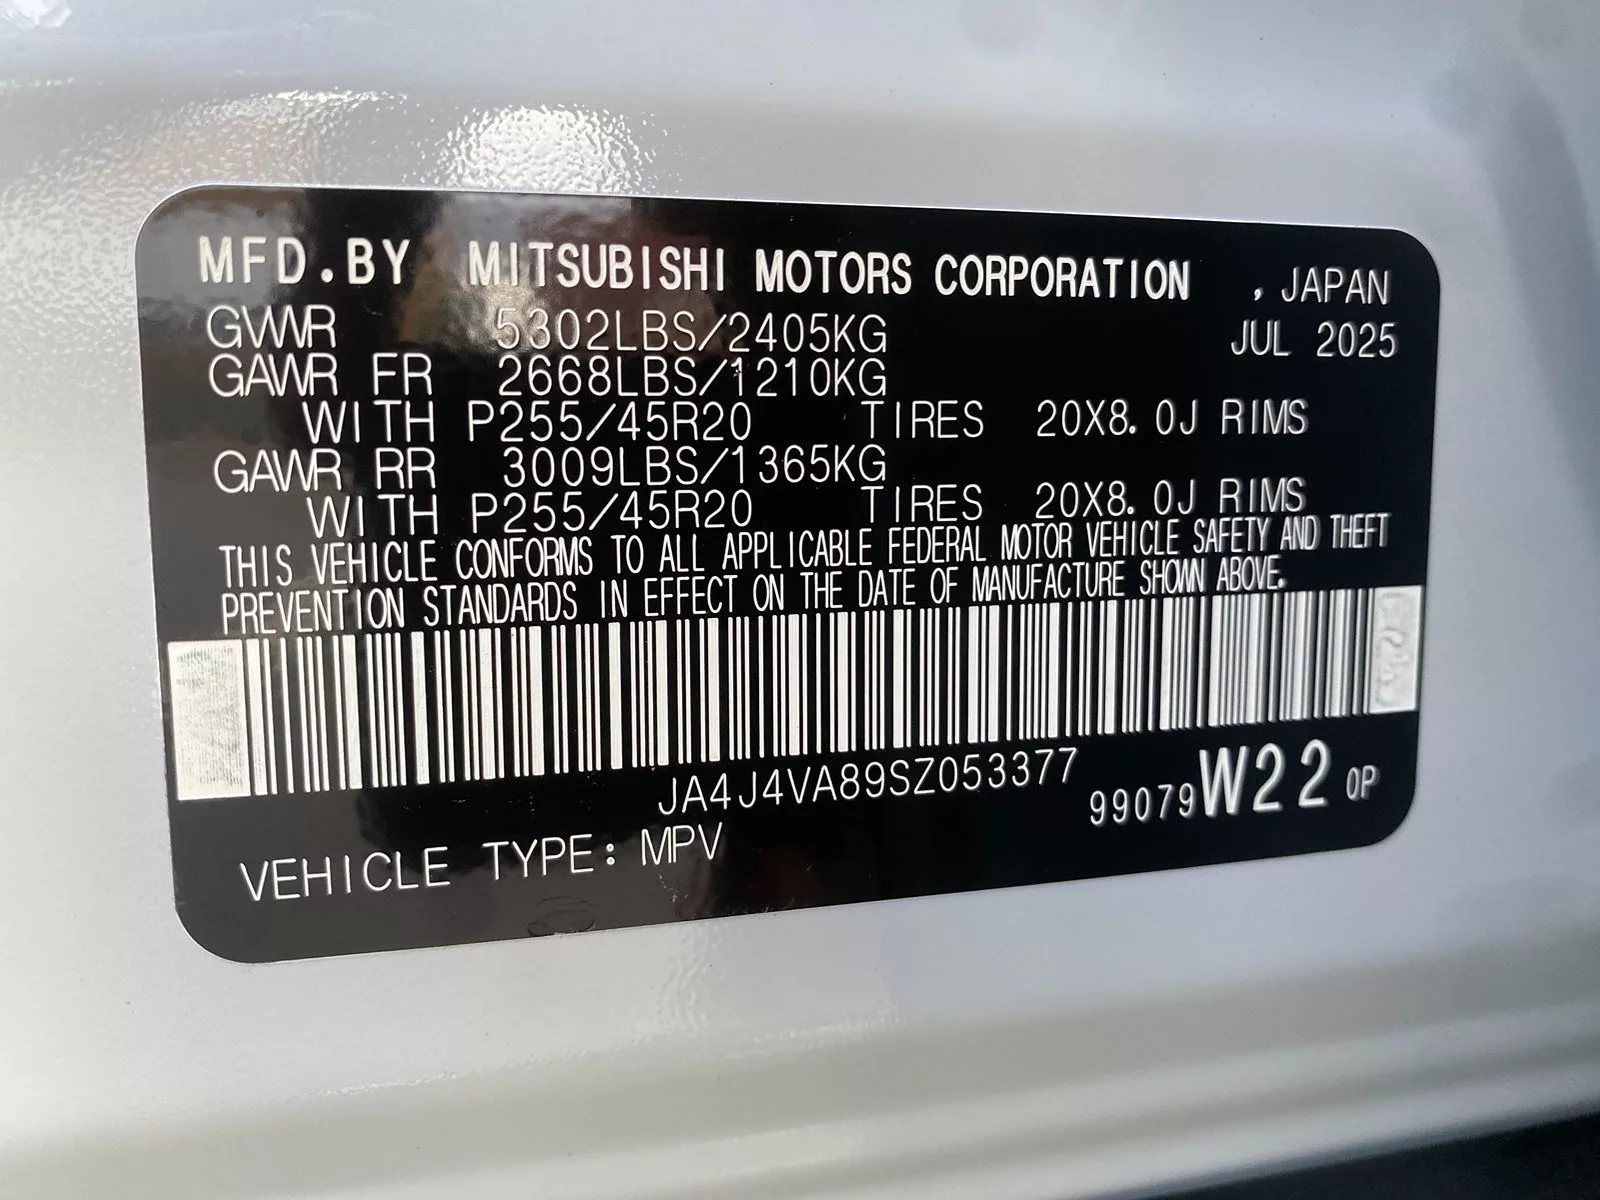 MFD.BY MITSUBISHI MOTORS CORPORATION , JAPAN
GVWR 5302LBS/2405KG JUL 2025
GAWR FR 2668LBS/1210KG
WITH P255/45R20 TIRES 20X8.0J RIMS
GAWR RR 3009LBS/1365KG
WITH P255/45R20 TIRES 20X8.0J RIMS
THIS VEHICLE CONFORMS TO ALL APPLICABLE FEDERAL MOTOR VEHICLE SAFETY AND THEFT
PREVENTION STANDARDS IN EFFECT ON THE DATE OF MANUFACTURE SHOWN ABOVE.
JA4J4VA89SZ053377
99079 W22 0P
VEHICLE TYPE: MPV